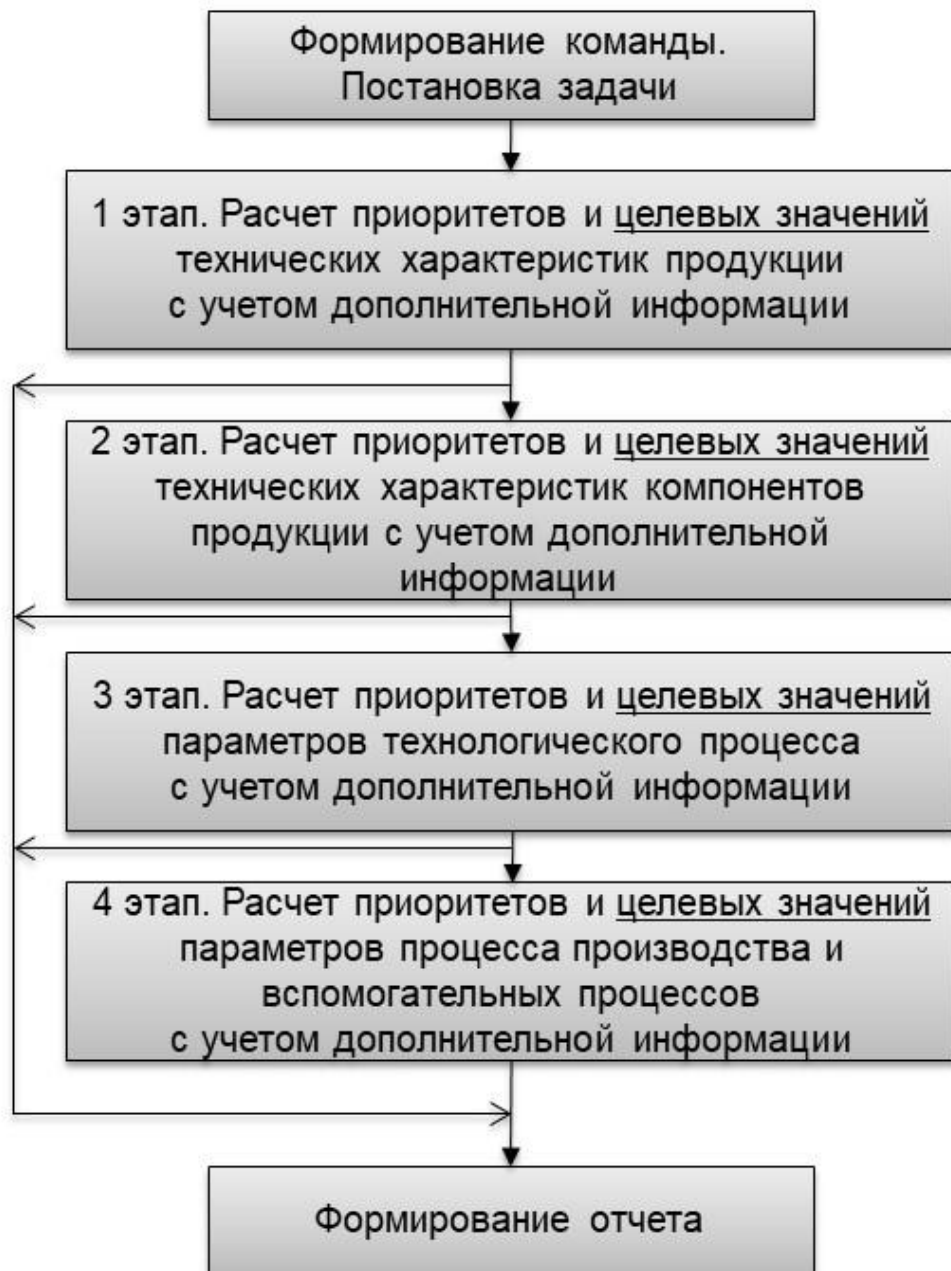 Формирование команды.
Постановка задачи
1 этап. Расчет приоритетов и целевых значений
технических характеристик продукции
с учетом дополнительной информации
2 этап. Расчет приоритетов и целевых значений
технических характеристик компонентов
продукции с учетом дополнительной
информации
3 этап. Расчет приоритетов и целевых значений
параметров технологического процесса
с учетом дополнительной информации
4 этап. Расчет приоритетов и целевых значений
параметров процесса производства и
вспомогательных процессов
с учетом дополнительной информации
Формирование отчета